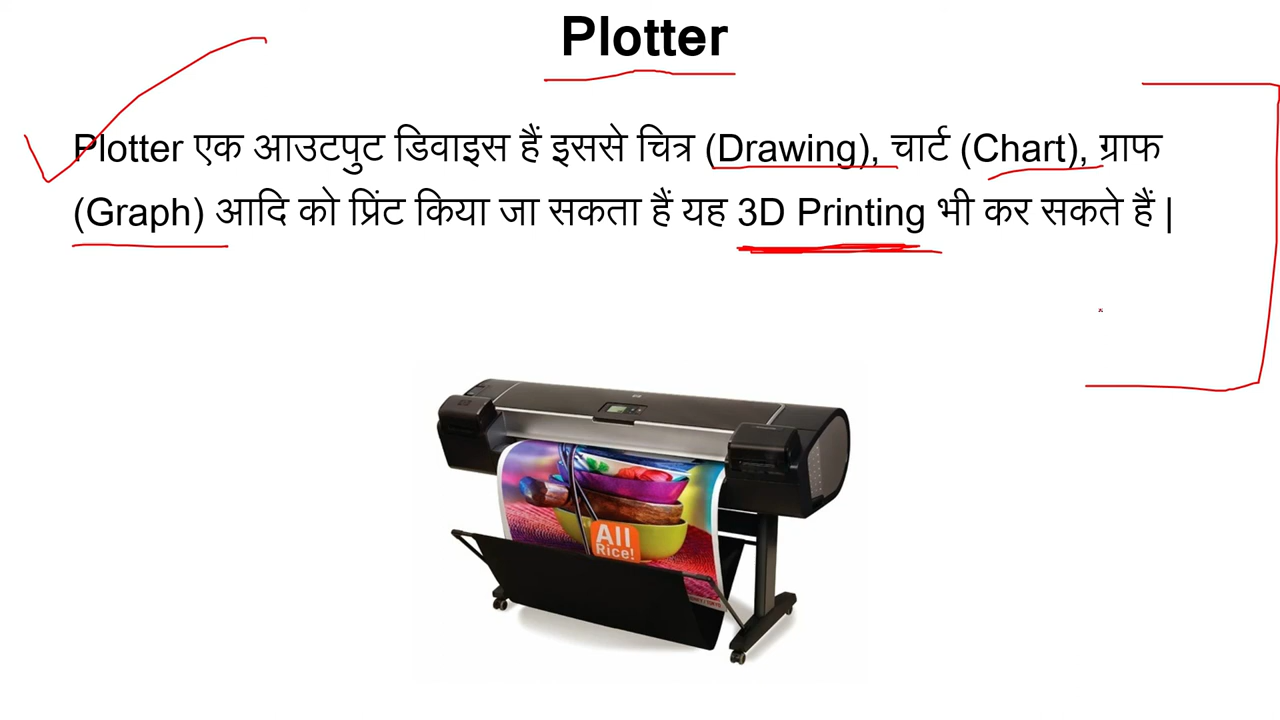 Plotter
Plotter एक आउटपुट डिवाइस हैं इससे चित्र (Drawing), चार्ट (Chart), ग्राफ
(Graph) आदि को प्रिंट किया जा सकता हैं यह 3D Printing भी कर सकते हैं |
All
Rice!